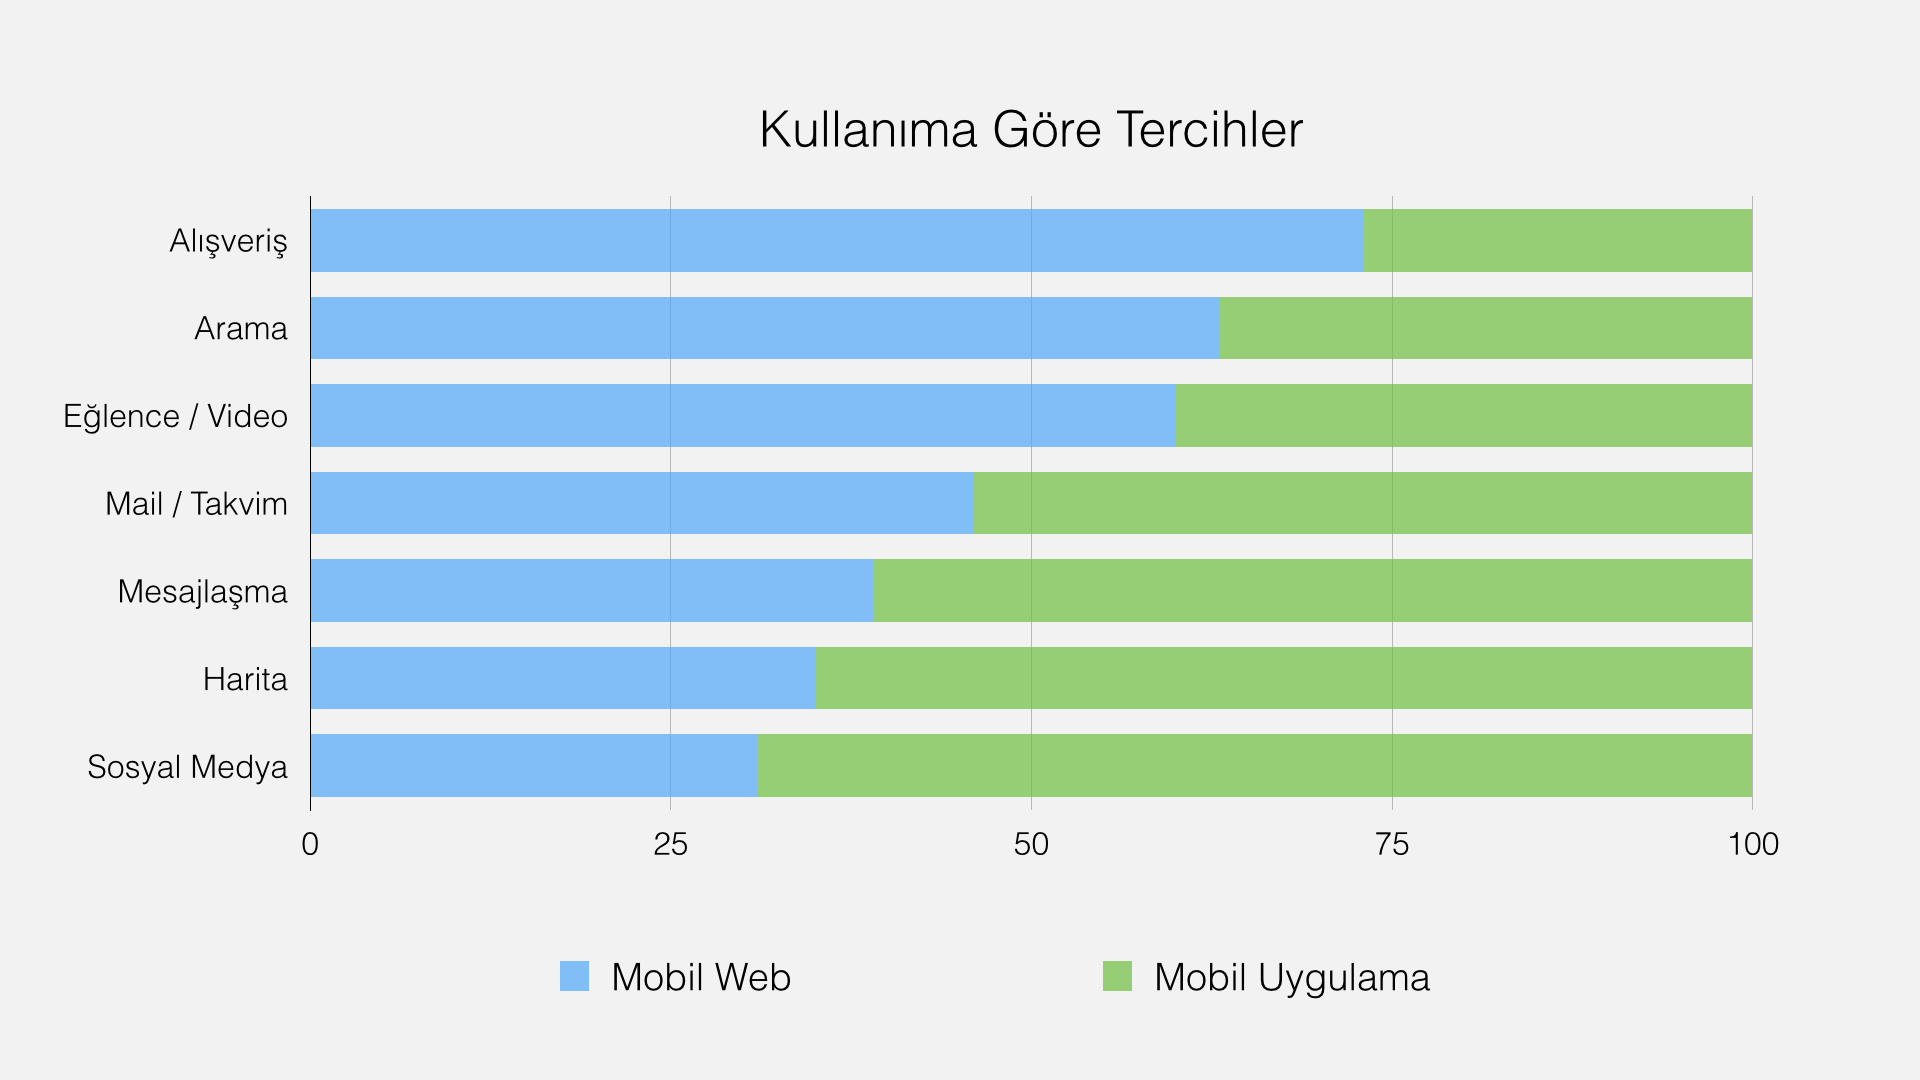 Kullanıma Göre Tercihler
Alışveriş
Arama
Eğlence / Video
Mail / Takvim
Mesajlaşma
Harita
Sosyal Medya
0 25 50 75 100
Mobil Web Mobil Uygulama